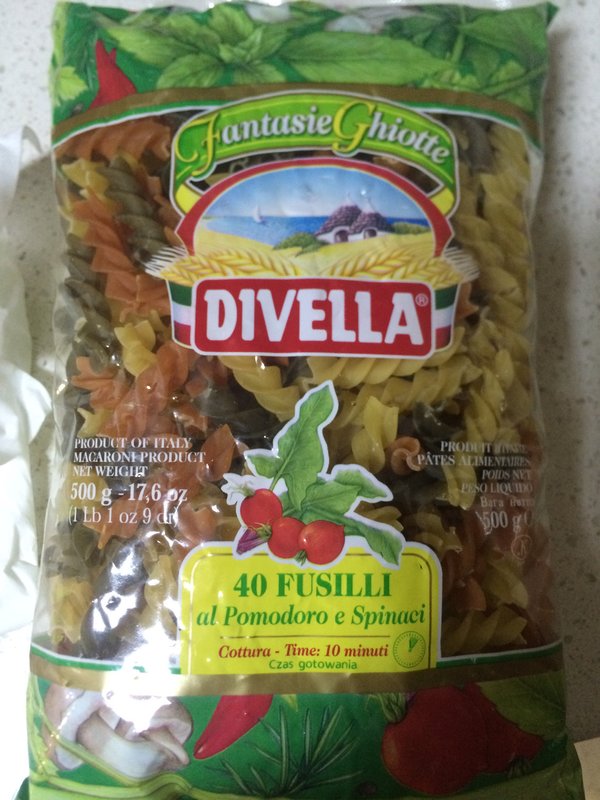 Fantasie Ghiotte
DIVELLA®
PRODUCT OF ITALY
MACARONI PRODUCT
NET WEIGHT
500 g - 17,6 oz
(1 Lb 1 oz 9 dr)
PRODUIT
PÂTES ALIMENTAIRES
POIDS NET
PESO LIQUIDO
500 g
40 FUSILLI
al Pomodoro e Spinaci
Cottura - Time: 10 minuti
Czas gotowania